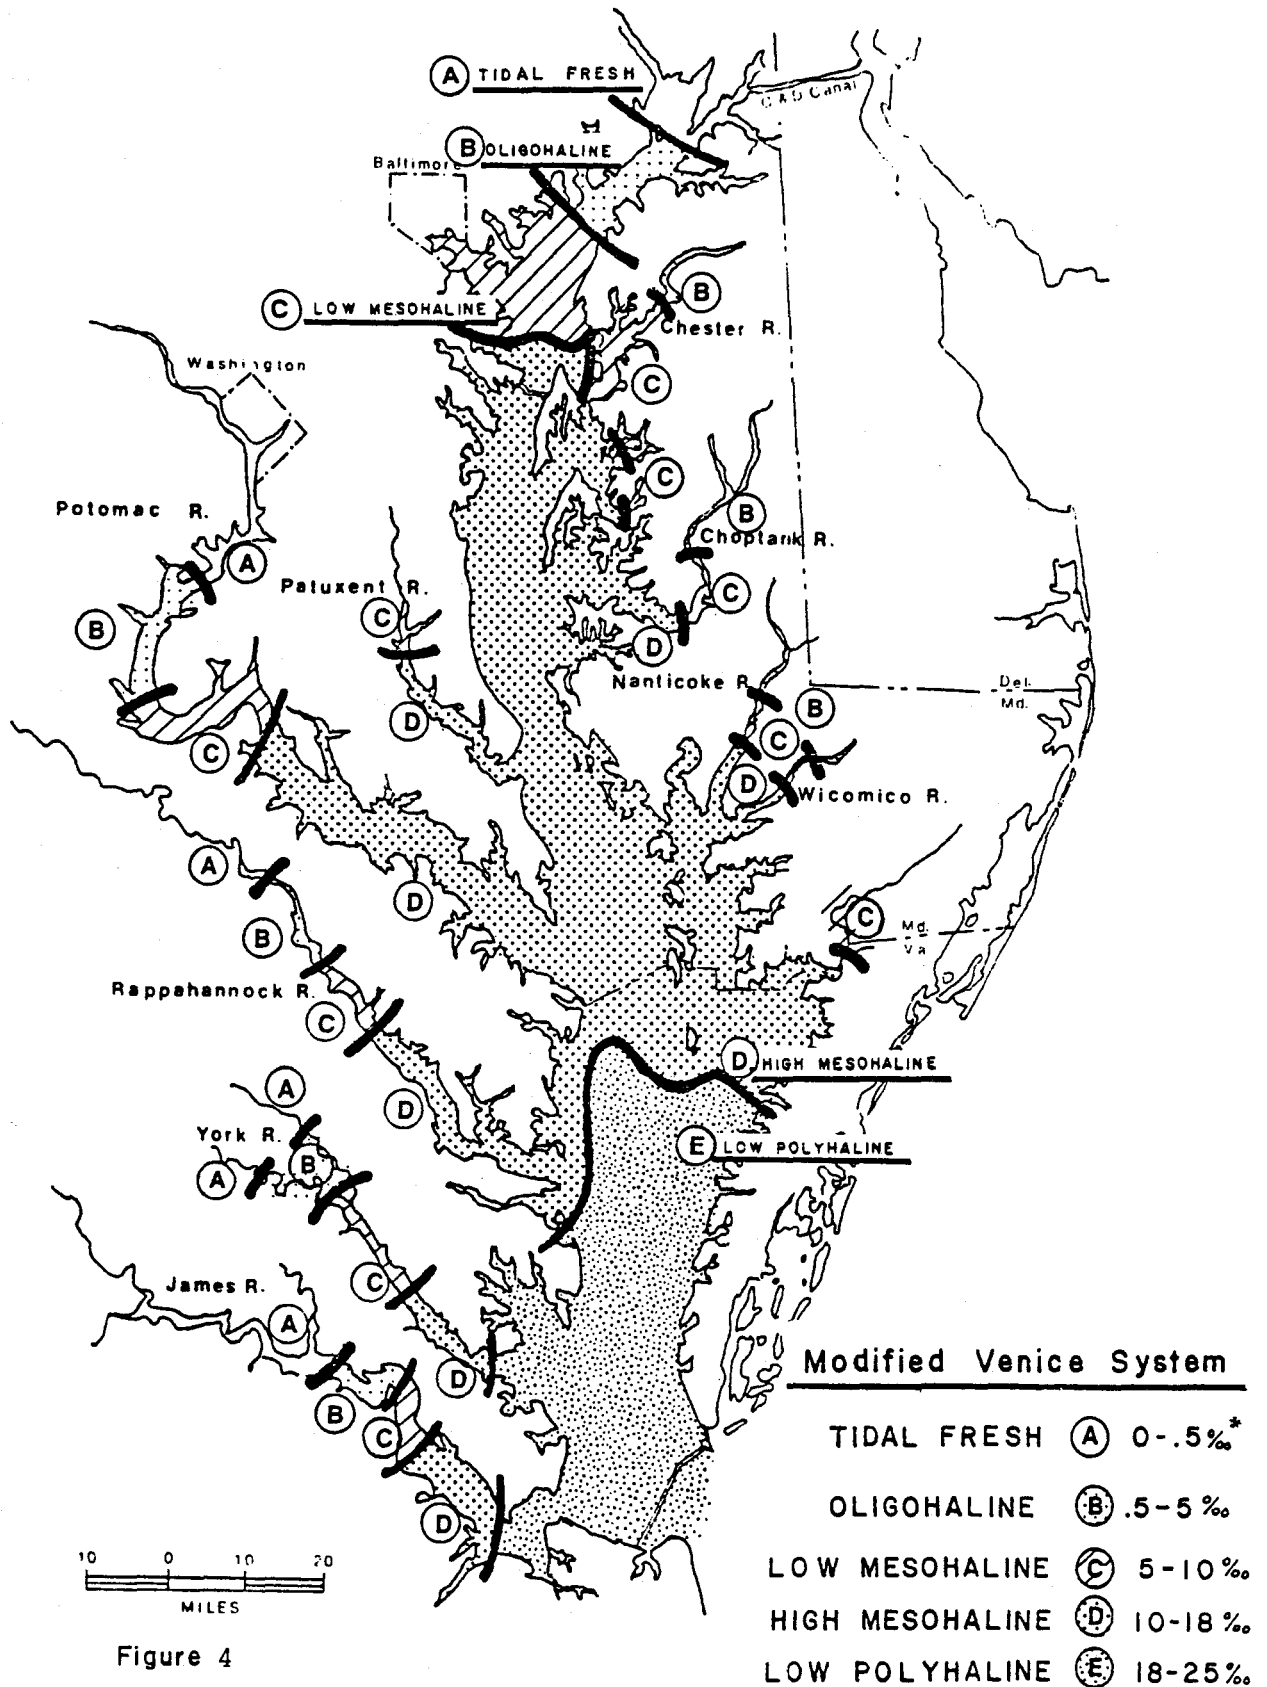 A TIDAL FRESH
C & D Canal
B OLIGOHALINE
Baltimore
B
C LOW MESOHALINE
Chester R.
Washington
C
C
Potomac R.
B
Choptank R.
A
Patuxent R.
C
C
B
D
Nanticoke R.
Del.
Md.
B
D
C
C
D
Wicomico R.
A
D
C
Md.
Va
B
Rappahannock R.
C
D HIGH MESOHALINE
A
D
York R.
E LOW POLYHALINE
B
A
C
James R.
A
D
Modified Venice System
B
C
TIDAL FRESH A 0-.5‰*
D
OLIGOHALINE B .5-5‰
10 0 10 20
MILES
LOW MESOHALINE C 5-10‰
HIGH MESOHALINE D 10-18‰
Figure 4
LOW POLYHALINE E 18-25‰